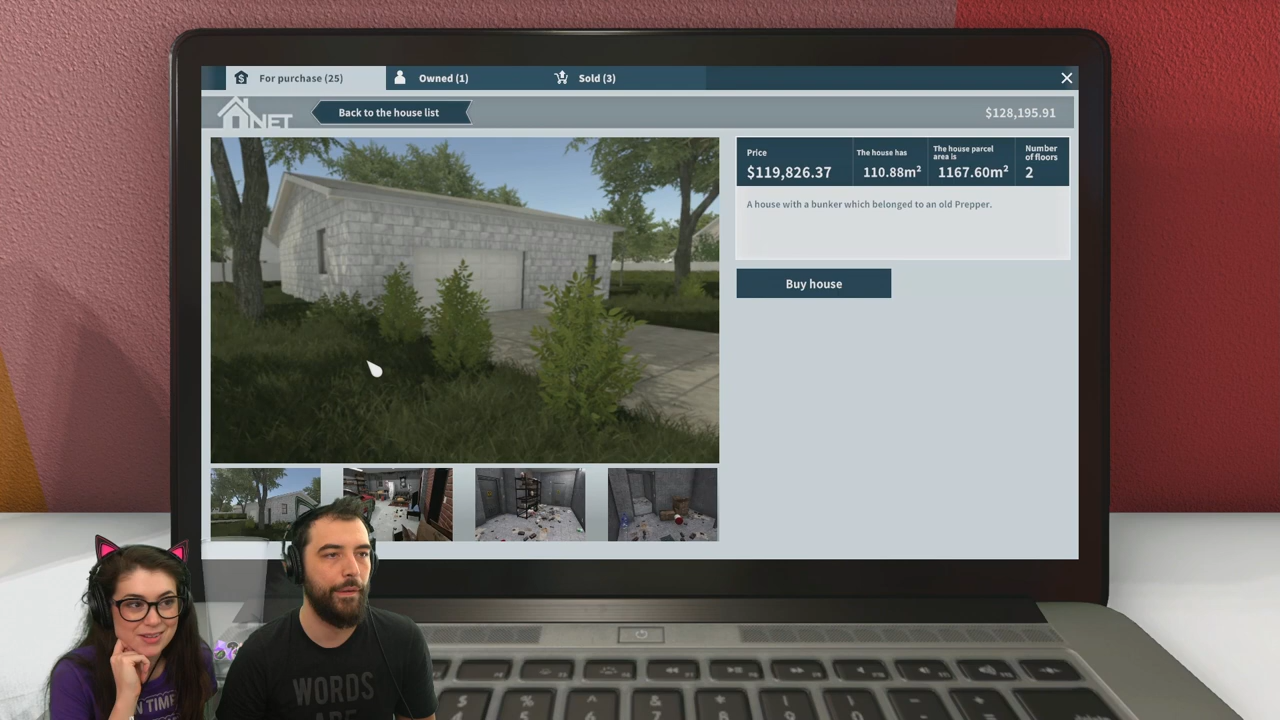 For purchase (25)
Owned (1)
Sold (3)
NET
Back to the house list
$128,195.91
Price
$119,826.37
The house has
110.88m²
The house parcel
area is
1167.60m²
Number
of floors
2
A house with a bunker which belonged to an old Prepper.
Buy house
N TIME
WORDS
ARE